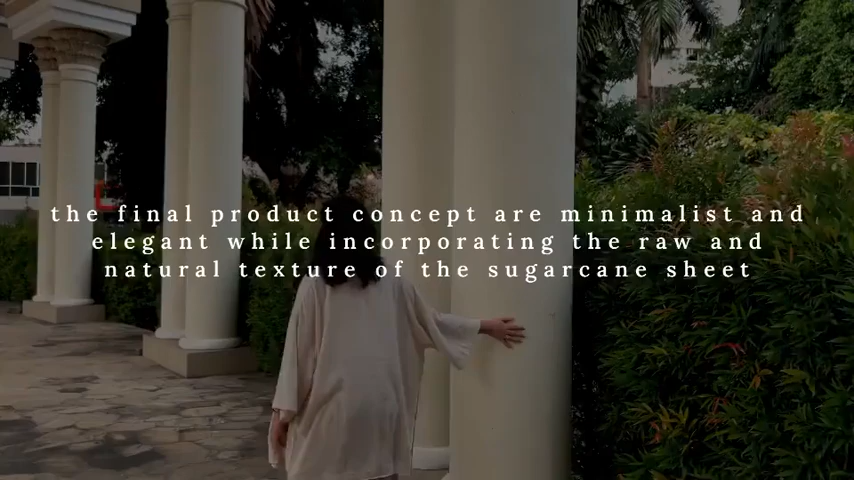 the final product concept are minimalist and
elegant while incorporating the raw and
natural texture of the sugarcane sheet